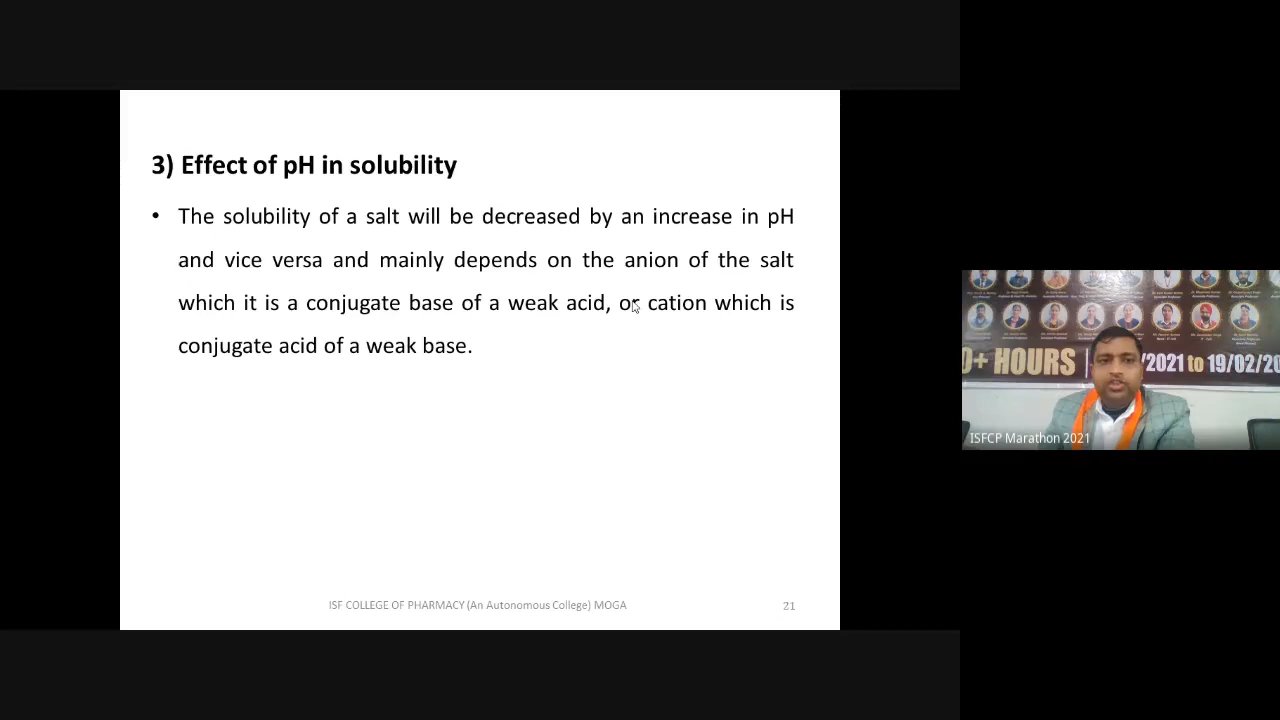 3) Effect of pH in solubility
• The solubility of a salt will be decreased by an increase in pH
and vice versa and mainly depends on the anion of the salt
which it is a conjugate base of a weak acid, or cation which is
conjugate acid of a weak base.
ISF COLLEGE OF PHARMACY (An Autonomous College) MOGA
21
0+ HOURS
/2021 to 19/02/20
ISFCP Marathon 2021